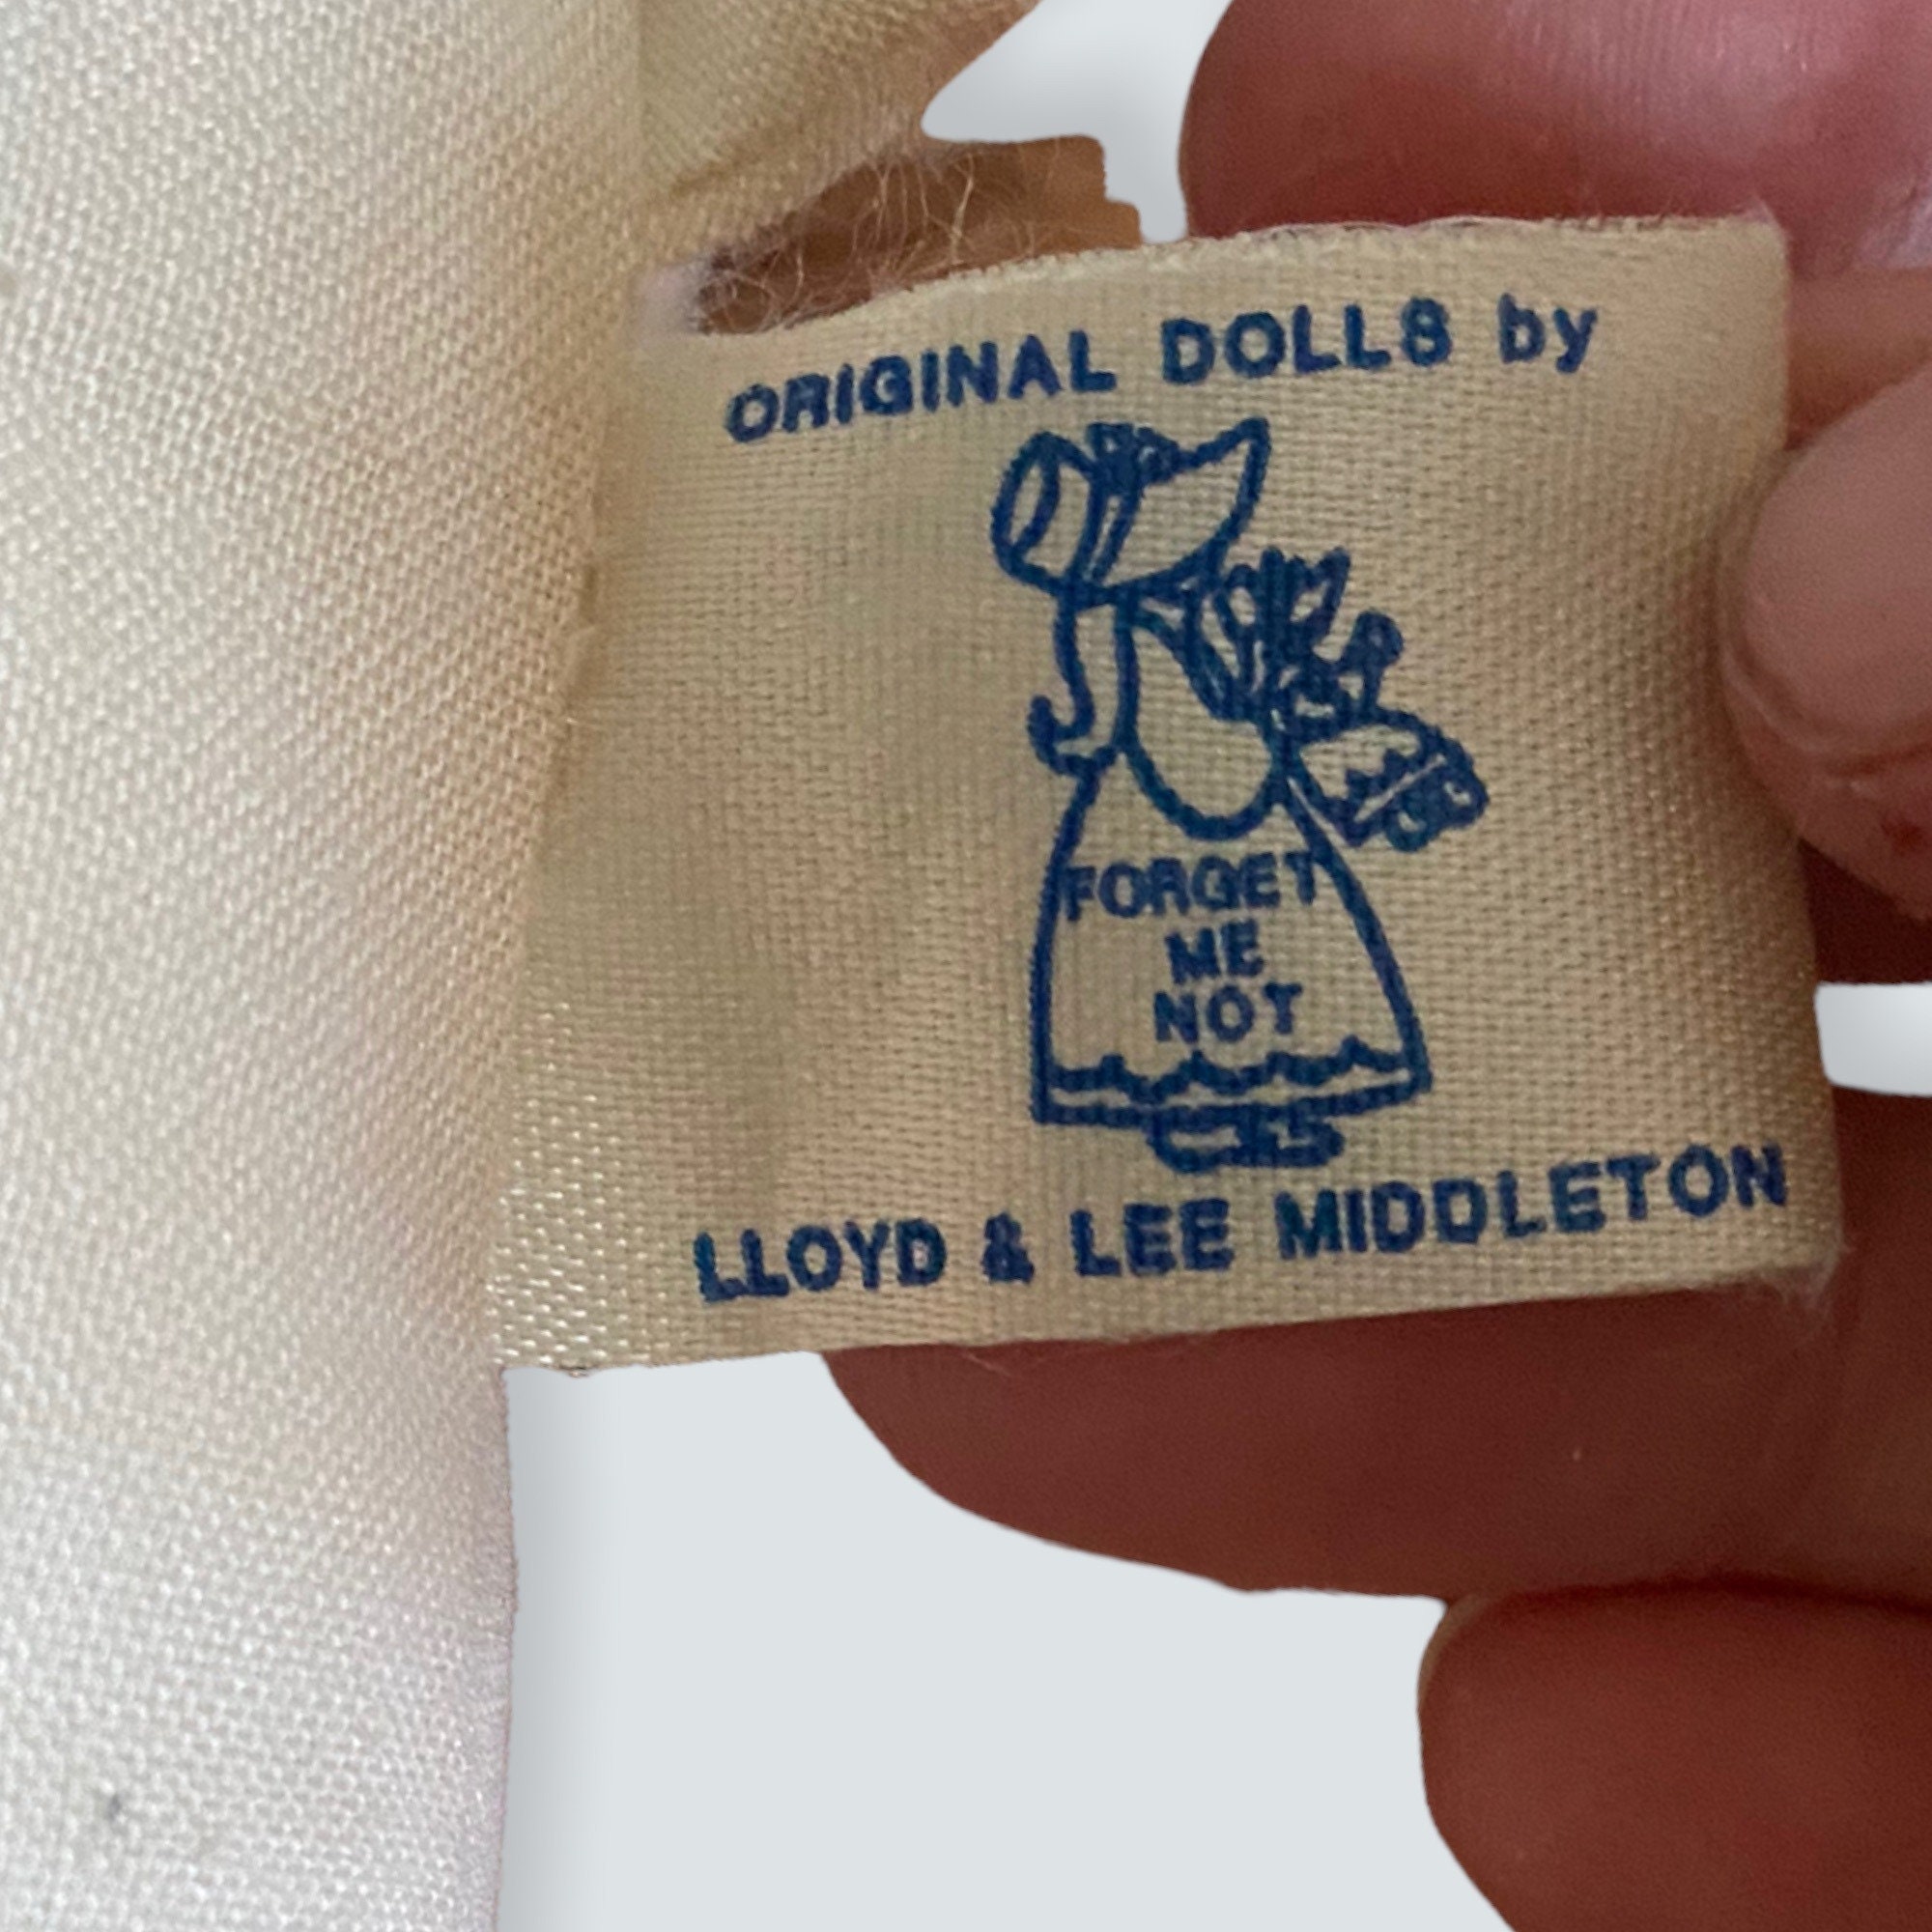 ORIGINAL DOLLS by
FORGET
ME
NOT
LLOYD & LEE MIDDLETON